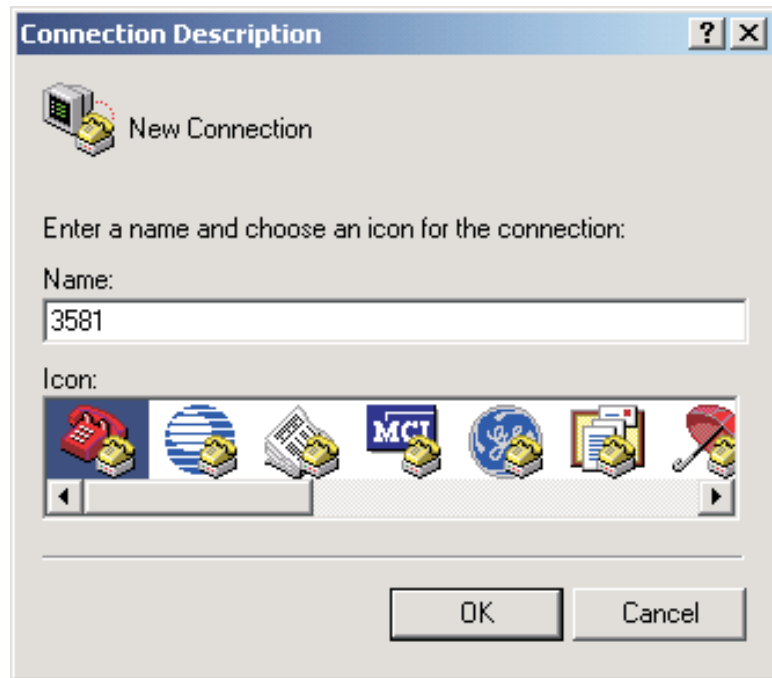 Connection Description
New Connection
Enter a name and choose an icon for the connection:
Name:
3581
Icon:
MCI
OK Cancel